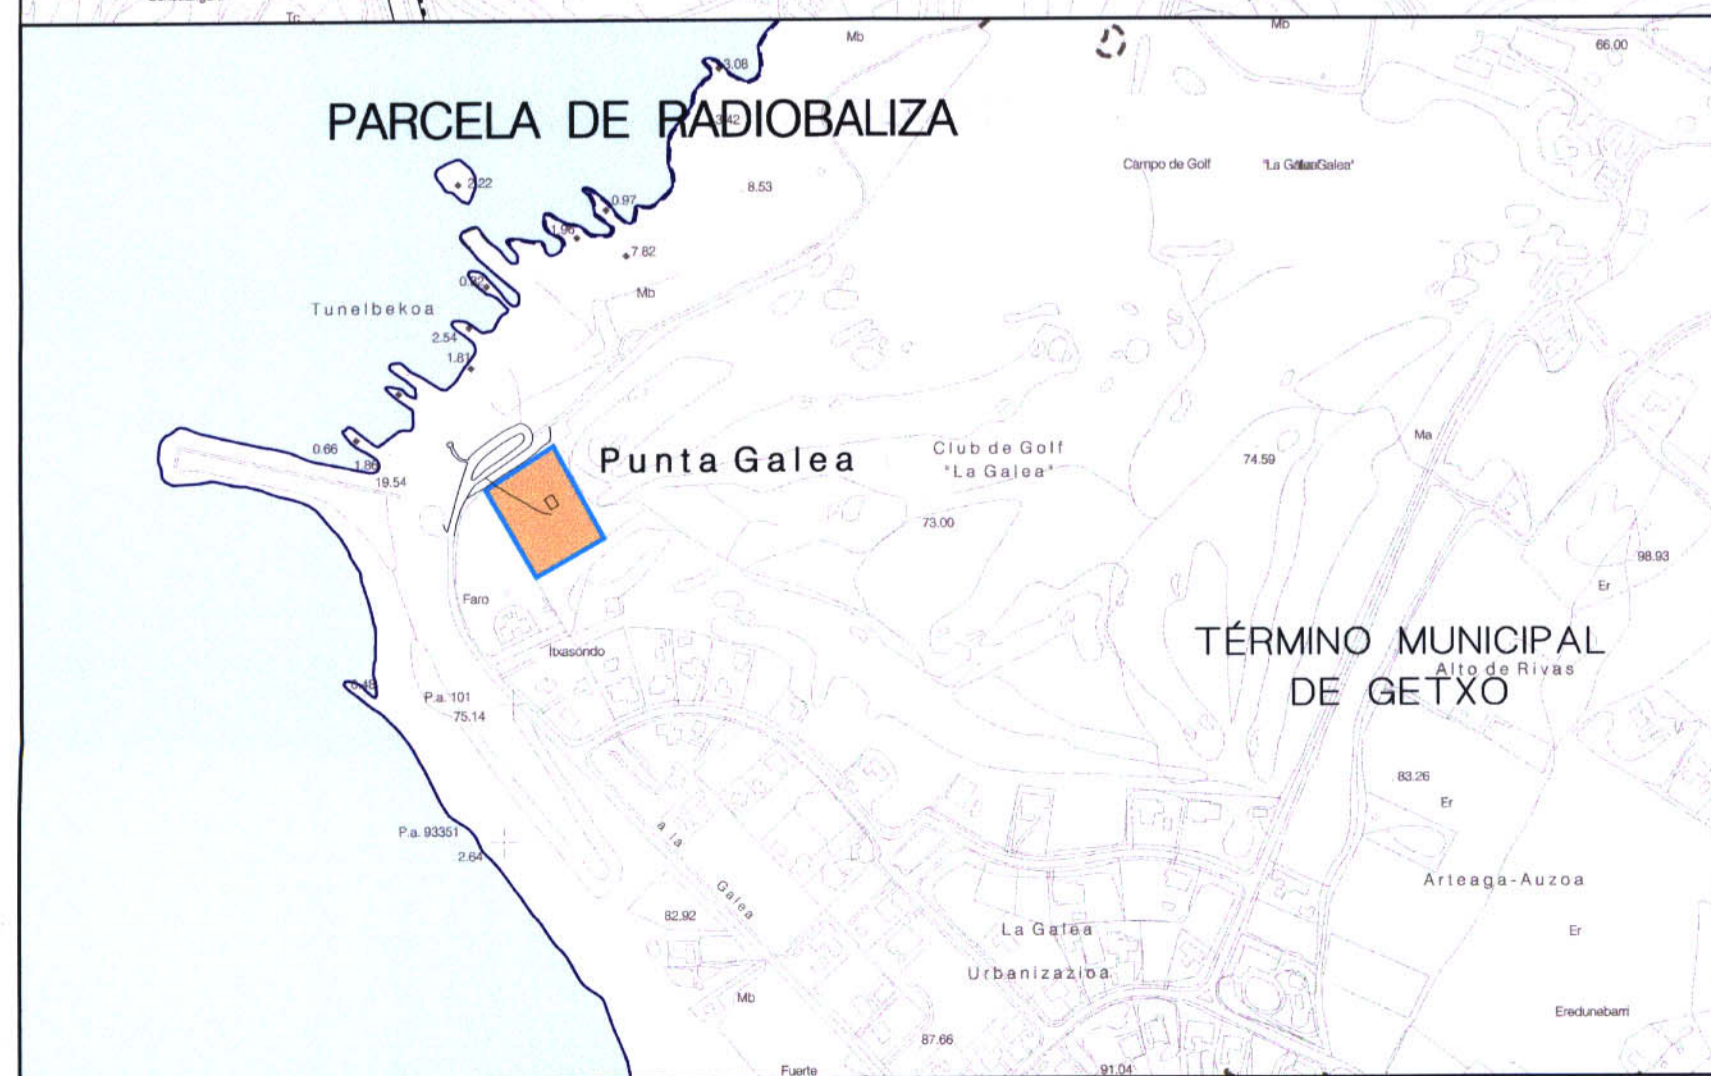 Tr
Mb
Mb
66.00
3.08
PARCELA DE RADIOBALIZA
3.42
Campo de Golf
2.22
8.53
0.97
1.96
7.82
Mb
Tunelbekoa
2.54
1.81
Ma
0.66
1.86
19.54
Punta Galea
Club de Golf
"La Galea"
74.59
73.00
98.93
Er
Faro
Itxasondo
TÉRMINO MUNICIPAL
Alto de Rivas
DE GETXO
P.a. 101
75.14
83.26
Er
P.a. 93351
2.64
a la
Galea
Arteaga-Auzoa
82.92
La Galea
Er
Urbanizazioa
Mb
Eredunebarri
87.66
Fuerte
91.04